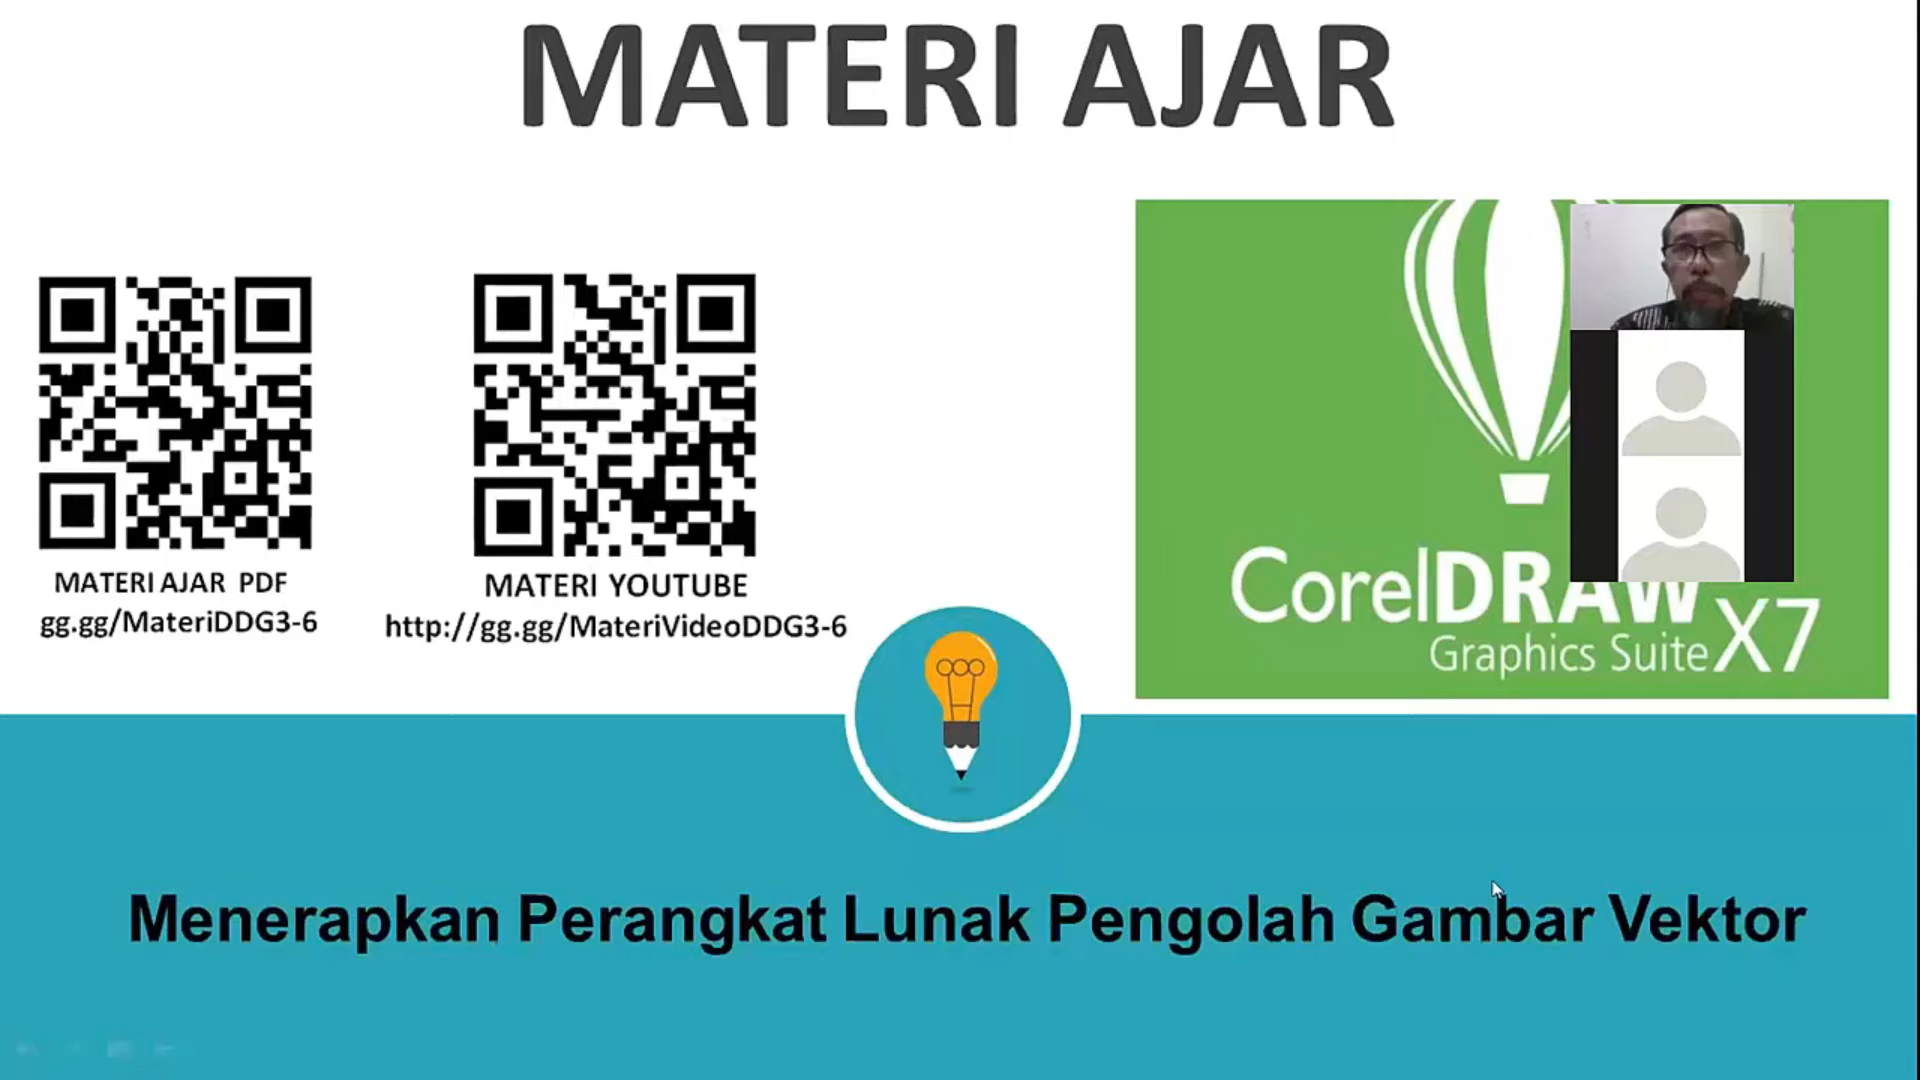 MATERI AJAR
MATERI AJAR PDF
gg.gg/MateriDDG3-6
MATERI YOUTUBE
http://gg.gg/MateriVideoDDG3-6
CorelDRAW
Graphics Suite X7
Menerapkan Perangkat Lunak Pengolah Gambar Vektor